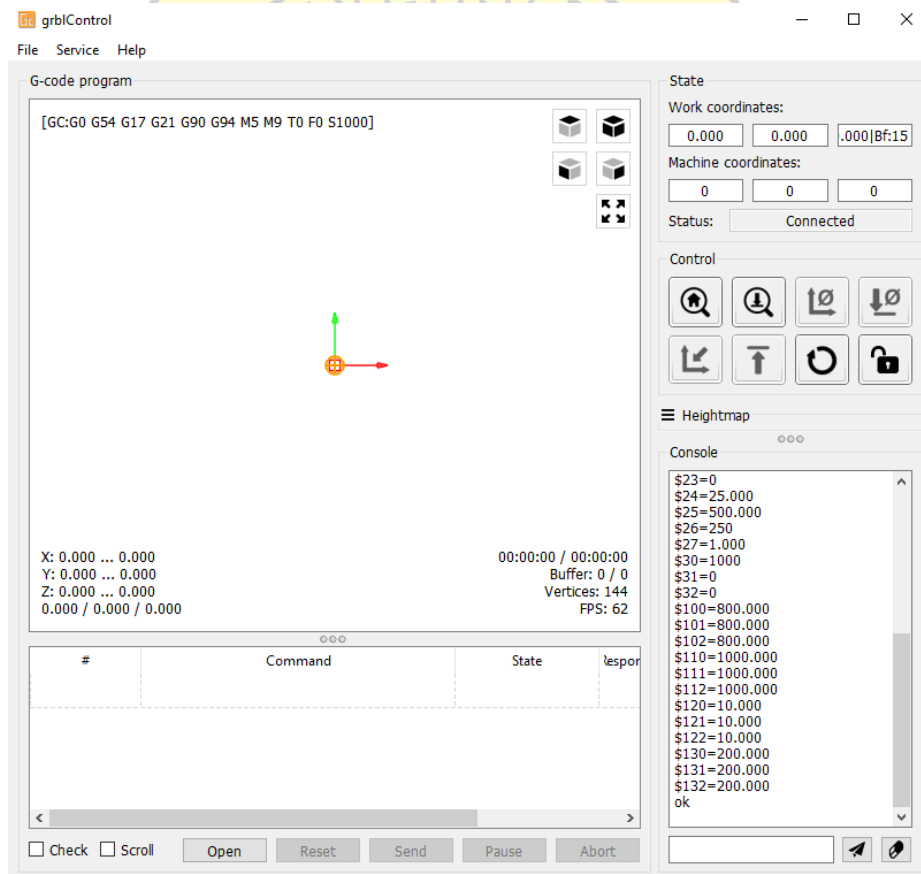 grblControl
File Service Help
G-code program
[GC:G0 G54 G17 G21 G90 G94 M5 M9 T0 F0 S1000]
X: 0.000 ... 0.000
Y: 0.000 ... 0.000
Z: 0.000 ... 0.000
0.000 / 0.000 / 0.000
00:00:00 / 00:00:00
Buffer: 0 / 0
Vertices: 144
FPS: 62
# Command State Respor
Check Scroll Open Reset Send Pause Abort
State
Work coordinates:
0.000 0.000 .000|Bf:15
Machine coordinates:
0 0 0
Status: Connected
Control
Heightmap
Console
$23=0
$24=25.000
$25=500.000
$26=250
$27=1.000
$30=1000
$31=0
$32=0
$100=800.000
$101=800.000
$102=800.000
$110=1000.000
$111=1000.000
$112=1000.000
$120=10.000
$121=10.000
$122=10.000
$130=200.000
$131=200.000
$132=200.000
ok